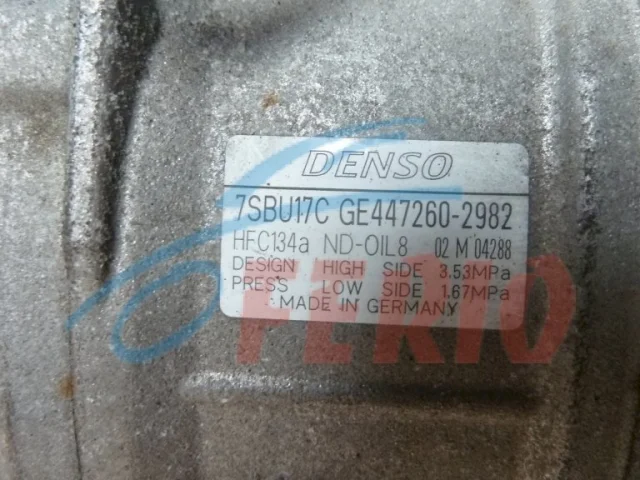 DENSO
7SBU17C GE447260-2982
HFC134a ND-OIL8 02 M 04288
DESIGN HIGH SIDE 3.53MPa
PRESS LOW SIDE 1.67MPa
MADE IN GERMANY
FERIO